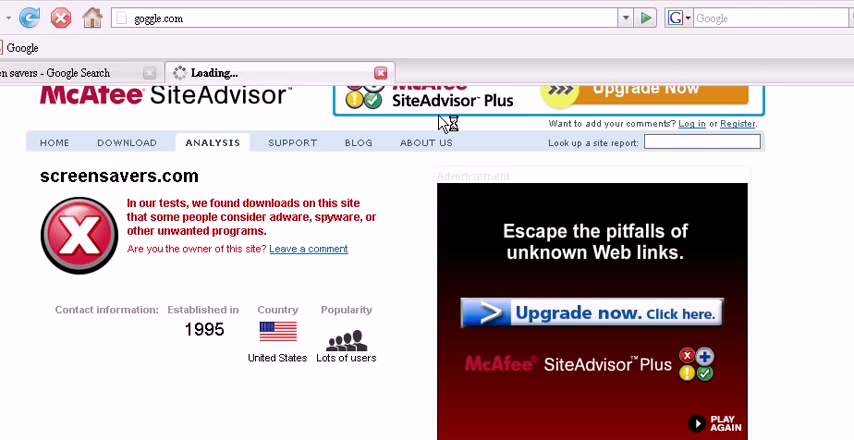 goggle.com
Google
Google
en savers - Google Search
Loading...
McAfee SiteAdvisor™
McAfee
SiteAdvisor™ Plus
Upgrade Now
Want to add your comments? Log in or Register.
HOME DOWNLOAD ANALYSIS SUPPORT BLOG ABOUT US
Look up a site report:
screensavers.com
In our tests, we found downloads on this site
that some people consider adware, spyware, or
other unwanted programs.
Are you the owner of this site? Leave a comment
Contact information:
Established in
1995
Country
United States
Popularity
Lots of users
Advertisement
Escape the pitfalls of
unknown Web links.
Upgrade now. Click here.
McAfee® SiteAdvisor™ Plus
PLAY
AGAIN